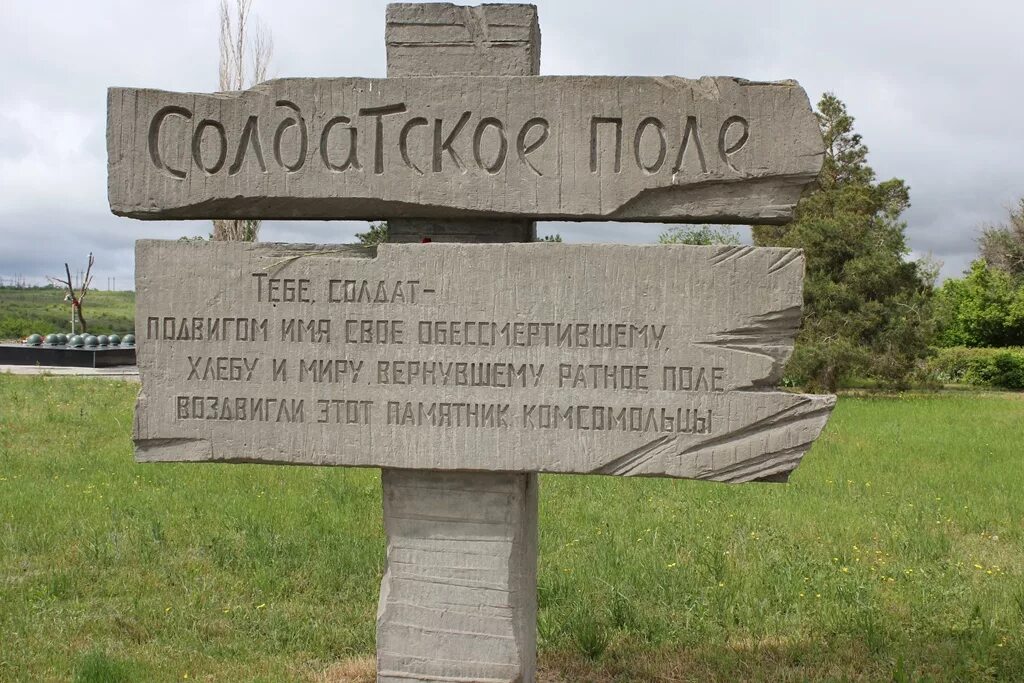 Солдатское поле
Тебе, солдат-
подвигом имя свое обессмертившему,
хлебу и миру, вернувшему ратное поле
воздвигли этот памятник комсомольцы